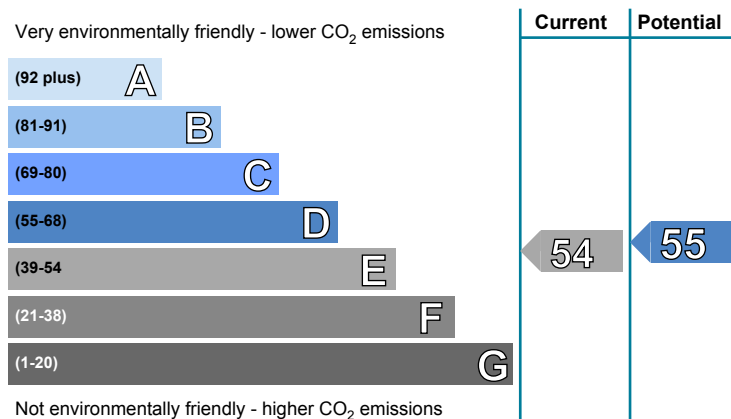 Very environmentally friendly - lower CO₂ emissions
Current
Potential
(92 plus) A
(81-91) B
(69-80) C
(55-68) D
(39-54 E
(21-38) F
(1-20) G
54
55
Not environmentally friendly - higher CO₂ emissions